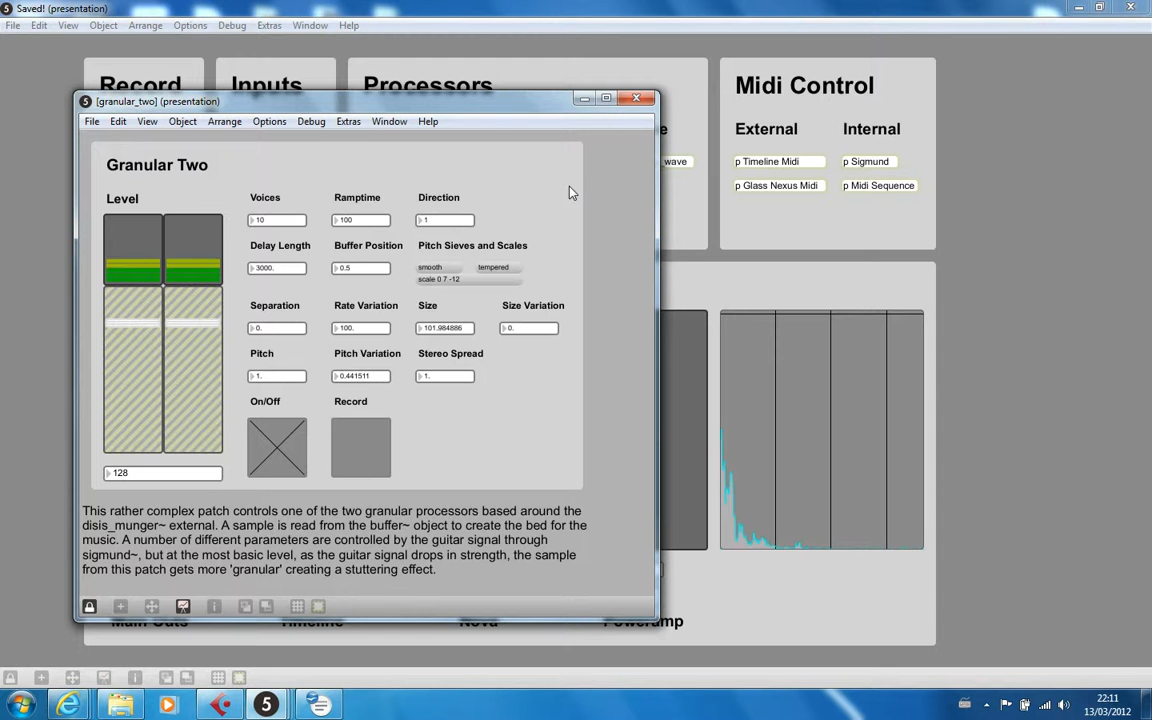 5 Saved! (presentation)
File Edit View Object Arrange Options Debug Extras Window Help
Record Inputs Processors Midi Control
5 [granular_two] (presentation)
File Edit View Object Arrange Options Debug Extras Window Help
External Internal
wave
p Timeline Midi p Sigmund
p Glass Nexus Midi p Midi Sequence
Granular Two
Level
Voices Ramptime Direction
10 100 1
Delay Length Buffer Position Pitch Sieves and Scales
3000. 0.5 smooth tempered
scale 0 7 -12
Separation Rate Variation Size Size Variation
0. 100. 101.984886 0.
Pitch Pitch Variation Stereo Spread
1. 0.441511 1.
On/Off Record
128
This rather complex patch controls one of the two granular processors based around the
disis_munger~ external. A sample is read from the buffer~ object to create the bed for the
music. A number of different parameters are controlled by the guitar signal through
sigmund~, but at the most basic level, as the guitar signal drops in strength, the sample
from this patch gets more 'granular' creating a stuttering effect.
Main Outs Timeline Nova Poweramp
5
22:11
13/03/2012